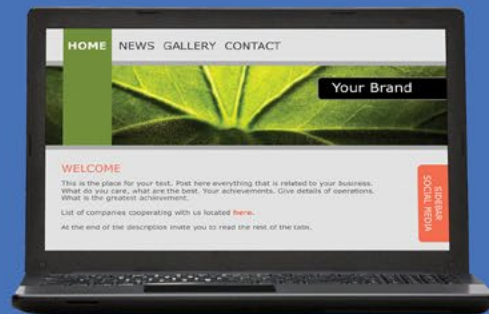 HOME NEWS GALLERY CONTACT
Your Brand
WELCOME
This is the place for your text. Post here everything that is related to your business.
What do you care, what are the best. Your achievements. Give details of operations.
What is the greatest achievement.
List of companies cooperating with us located here.
At the end of the description invite you to read the rest of the tabs.
SIDEBAR
SOCIAL MEDIA